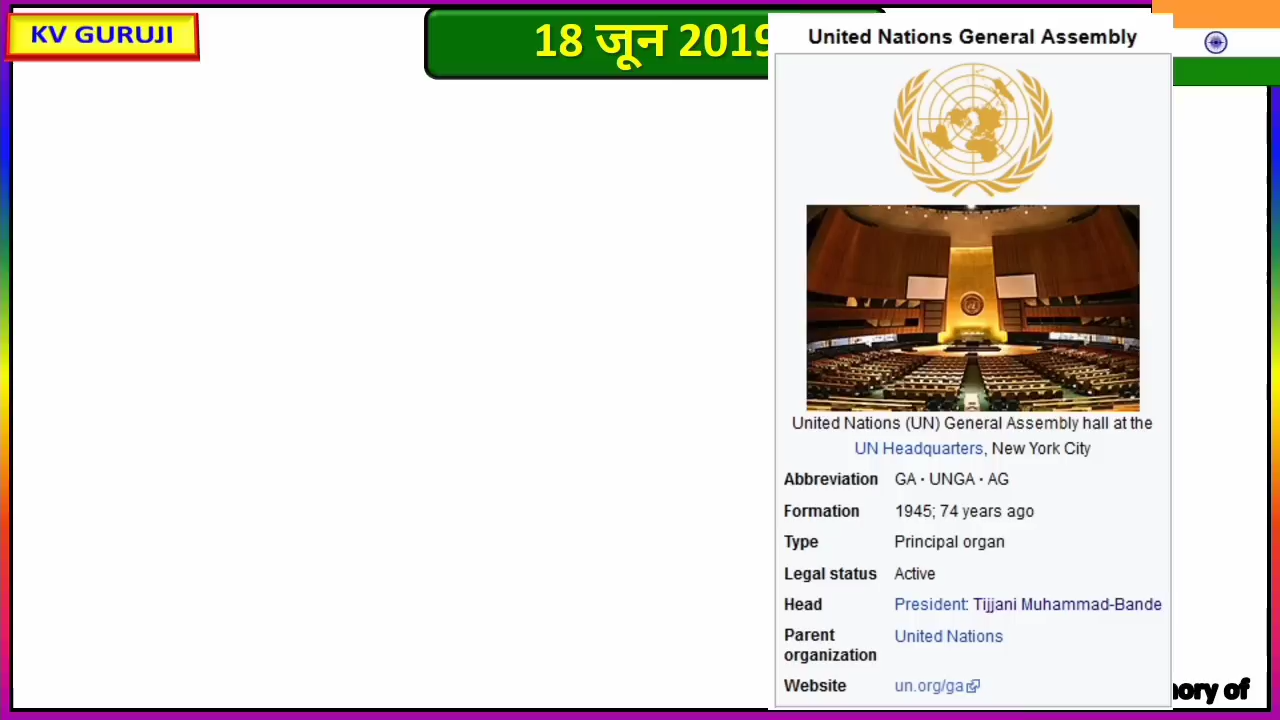 KV GURUJI
18 जून 2019
United Nations General Assembly
United Nations (UN) General Assembly hall at the
UN Headquarters, New York City
Abbreviation GA · UNGA · AG
Formation 1945; 74 years ago
Type Principal organ
Legal status Active
Head President: Tijjani Muhammad-Bande
Parent organization United Nations
Website un.org/ga
of